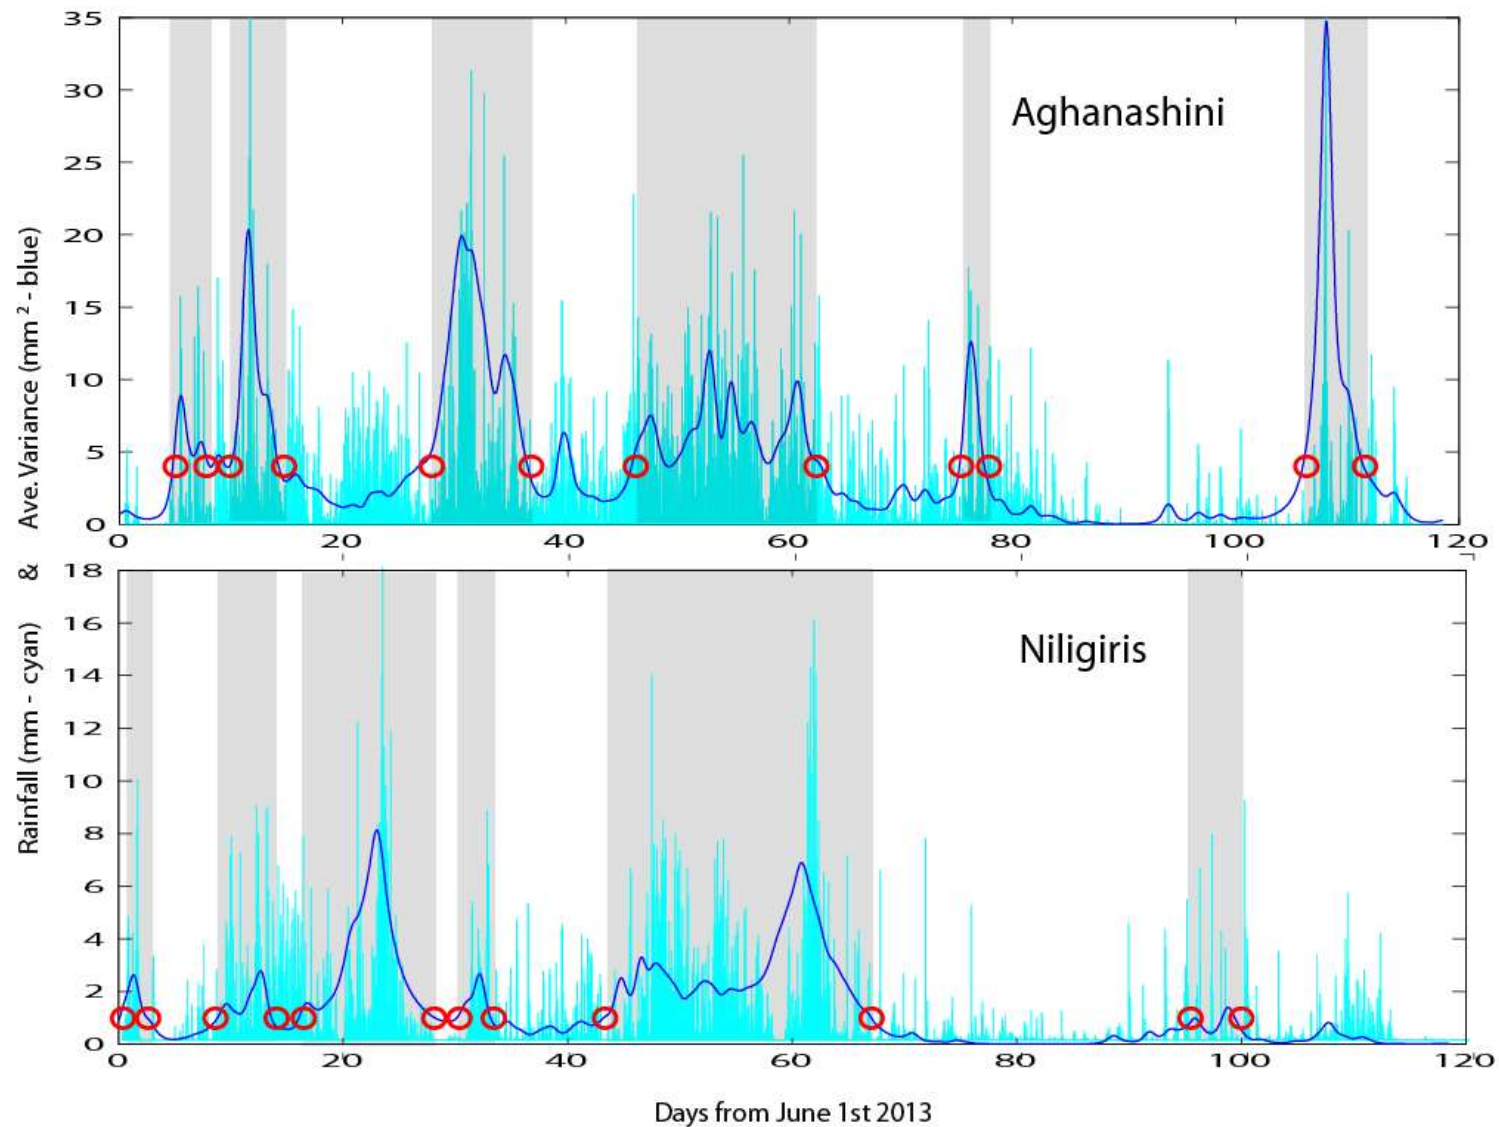 35
30
25
20
15
10
5
0
Aghanashini
0 20 40 60 80 100 120
Ave. Variance (mm ² - blue)
&
Rainfall (mm - cyan)
18
16
14
12
10
8
6
4
2
0
Niligiris
0 20 40 60 80 100 120
Days from June 1st 2013